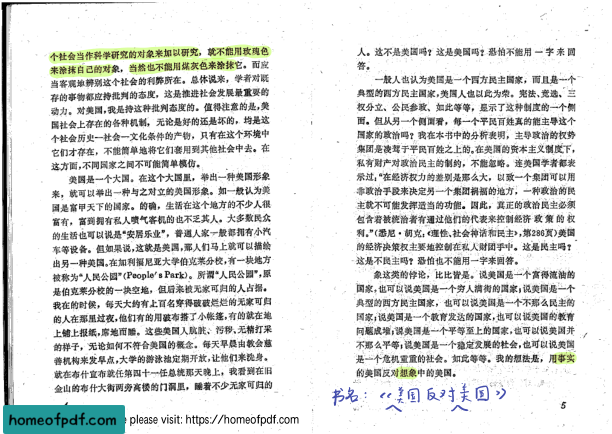 个社会当作科学研究的对象来加以研究，就不能用玫瑰色
来涂抹自己的对象，当然也不能用煤灰色来涂抹它。而应
当客观地辨别这个社会的利弊所在。总体说来，学者对既
存的事物都应持批判的态度，这是推进社会发展最重要的
动力。对美国，我是持这种批判态度的。值得注意的是，美
国社会上存在的各种机制，无论是好的还是坏的，均是这
个社会历史-社会-文化条件的产物，只有在这个环境中
它们才存在，不能简单地将它们套用到其他社会中去。在
这方面，不同国家之间不可能简单模仿。
美国是一个大国。在这个大国里，举出一种美国形象
来，就可以举出一种与之对立的美国形象。如一般认为美
国是富甲天下的国家。的确，生活在这个地方的不少人很
富有，富到拥有私人喷气客机的也不乏其人。大多数民众
的生活也可以说是“安居乐业”，普通人家一般都拥有小汽
车等设备。但如果说，这就是美国，那人们马上就可以描绘
出另一种美国。在加利福尼亚大学伯克莱分校，有一块地方
被称为“人民公园”（People's Park）。所谓“人民公园”，原
是伯克莱分校的一块空地，但后来被无家可归的人占据。
我在的时候，每天大约有上百名穿得破破烂烂的无家可归
的人在那里过夜，他们有的用破布搭了小帐篷，有的就在地
上铺上报纸，席地而睡。这些美国人肮脏、污秽、无精打采
的样子，无论如何不符合美国的概念。每天早晨由教会慈
善机构来发早点，大学的游泳池定期开放，让他们来洗身。
就在布什宣布就任第四十一任总统那天晚上，我看到在旧
金山的布什大街两旁高楼的门洞里，睡着不少无家可归的
4
homeofpdf.com
e please visit: https://homeofpdf.com
人。这不是美国吗？这是美国吗？恐怕不能用一字来回
答。
一般人也认为美国是一个四方民主国家，而且是一个
典型的四方民主国家，美国人也以此为荣。宪法、竞选、三
权分立、公民参政、如此等等，显示了这种制度的一个侧
面。但从另一个侧面看，每一个平民百姓真的能主导这个
国家的政治吗？我在本书中的分析表明，主导政治的权势
集团是凌驾于平民百姓之上的。在美国的资本主义制度下，
私有财产对政治民主的制约，不能忽略。连美国学者都表
示过，“在经济权力的差别是那么大，以致一个集团可以用
非政治手段来决定另一个集团祸福的地方，一种政治的民
主就不可能发挥适当的功能。因此，真正的政治民主必须
包含着被统治者有通过他们的代表来控制经济政策的权
利。”（悉尼·胡克，《理性、社会神话和民主》，第286页）美国
的经济决策权主要地控制在私人财团手中。这是民主吗？
这是不民主吗？恐怕也不能用一字来回答。
象这类的悖论，比比皆是。说美国是一个富得流油的
国家，也可以说美国是一个穷人满街的国家；说美国是一个
典型的四方民主国家，也可以说美国是一个不那么民主的
国家；说美国是一个教育发达的国家，也可以说美国的教育
问题成堆；说美国是一个平等至上的国家，也可以说美国并
不那么平等；说美国是一个稳定发展的社会，也可以说美国
是一个危机重重的社会。如此等等。我的想法是，用事实
的美国反对想象中的美国。
书名：《美国反对美国》
5